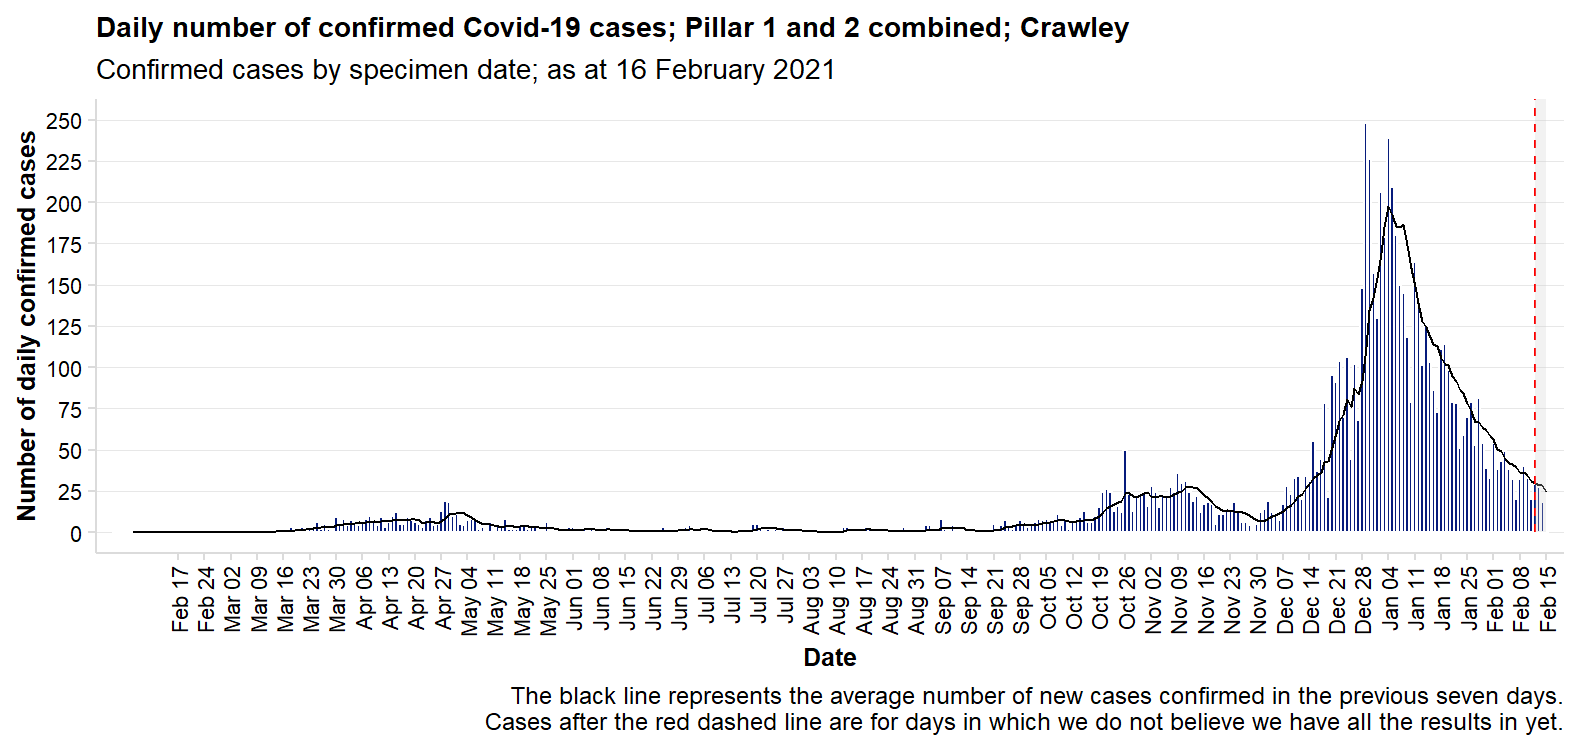 Daily number of confirmed Covid-19 cases; Pillar 1 and 2 combined; Crawley
Confirmed cases by specimen date; as at 16 February 2021
Number of daily confirmed cases
250
225
200
175
150
125
100
75
50
25
0
Feb 17
Feb 24
Mar 02
Mar 09
Mar 16
Mar 23
Mar 30
Apr 06
Apr 13
Apr 20
Apr 27
May 04
May 11
May 18
May 25
Jun 01
Jun 08
Jun 15
Jun 22
Jun 29
Jul 06
Jul 13
Jul 20
Jul 27
Aug 03
Aug 10
Aug 17
Aug 24
Aug 31
Sep 07
Sep 14
Sep 21
Sep 28
Oct 05
Oct 12
Oct 19
Oct 26
Nov 02
Nov 09
Nov 16
Nov 23
Nov 30
Dec 07
Dec 14
Dec 21
Dec 28
Jan 04
Jan 11
Jan 18
Jan 25
Feb 01
Feb 08
Feb 15
Date
The black line represents the average number of new cases confirmed in the previous seven days.
Cases after the red dashed line are for days in which we do not believe we have all the results in yet.